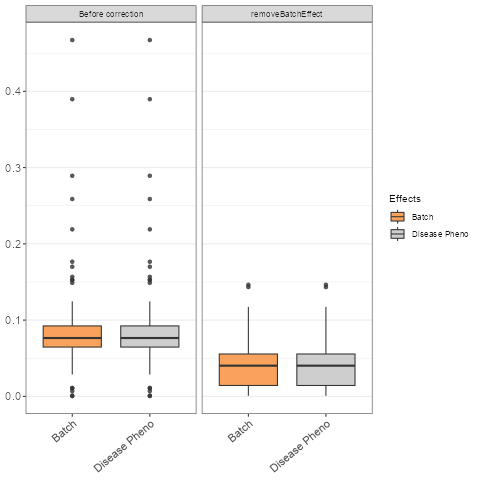 Before correction
removeBatchEffect
0.4
0.3
0.2
0.1
0.0
Batch
Disease Pheno
Batch
Disease Pheno
Effects
Batch
Disease Pheno